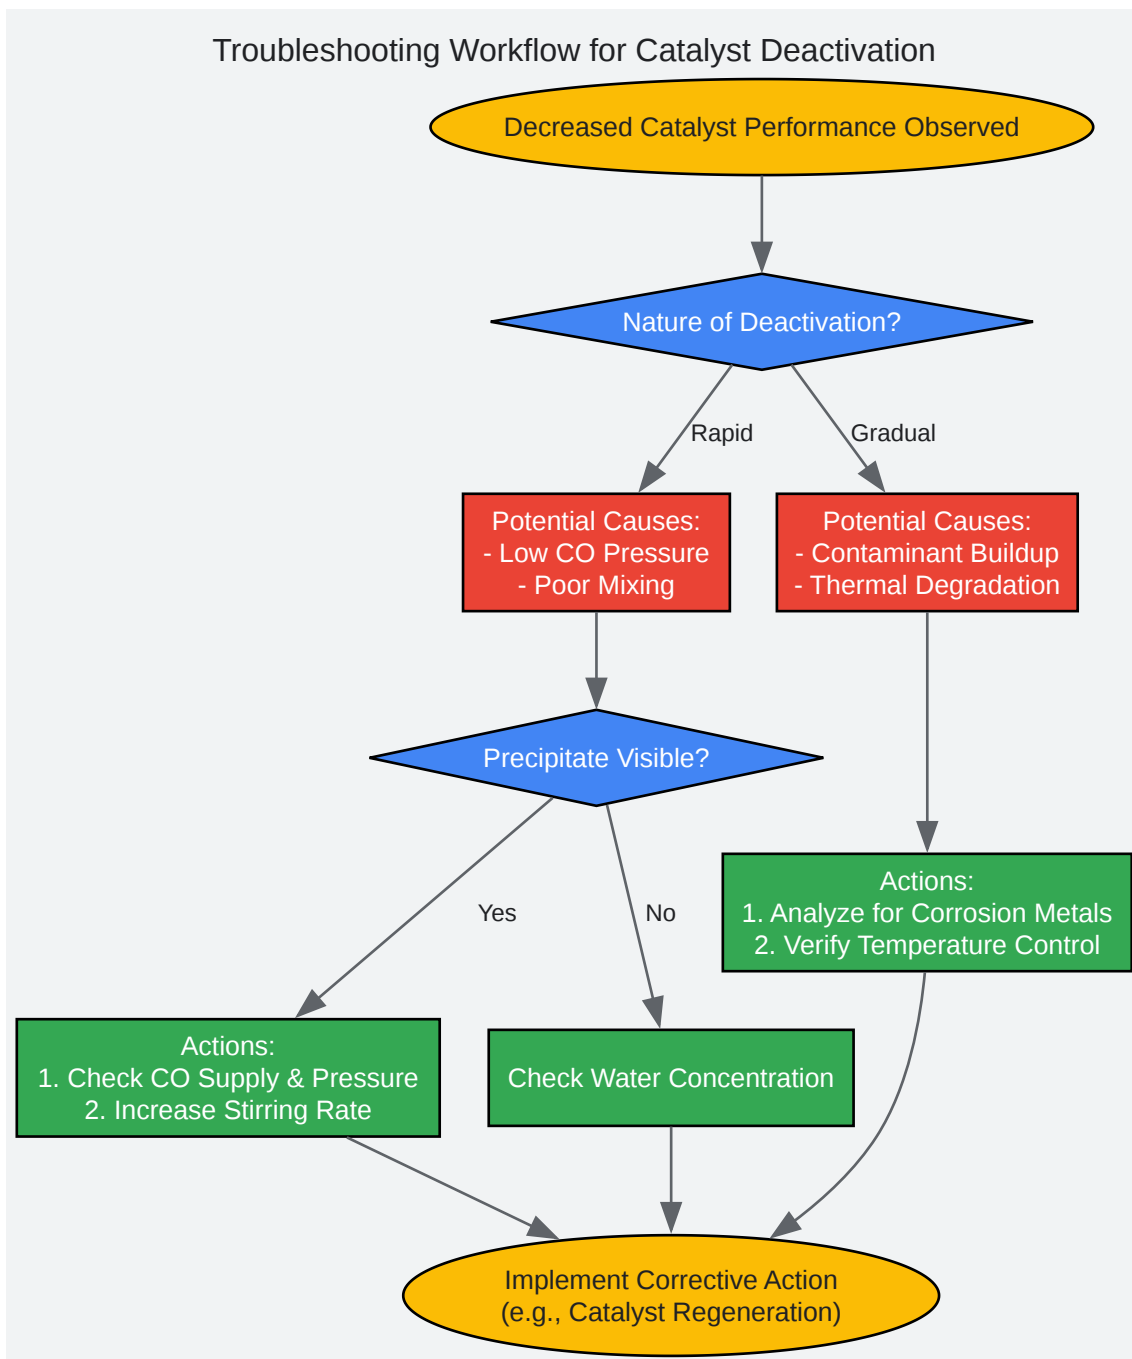 Troubleshooting Workflow for Catalyst Deactivation
Decreased Catalyst Performance Observed
Nature of Deactivation?
Rapid
Gradual
Potential Causes:
- Low CO Pressure
- Poor Mixing
Potential Causes:
- Contaminant Buildup
- Thermal Degradation
Precipitate Visible?
Yes
No
Actions:
1. Analyze for Corrosion Metals
2. Verify Temperature Control
Actions:
1. Check CO Supply & Pressure
2. Increase Stirring Rate
Check Water Concentration
Implement Corrective Action
(e.g., Catalyst Regeneration)